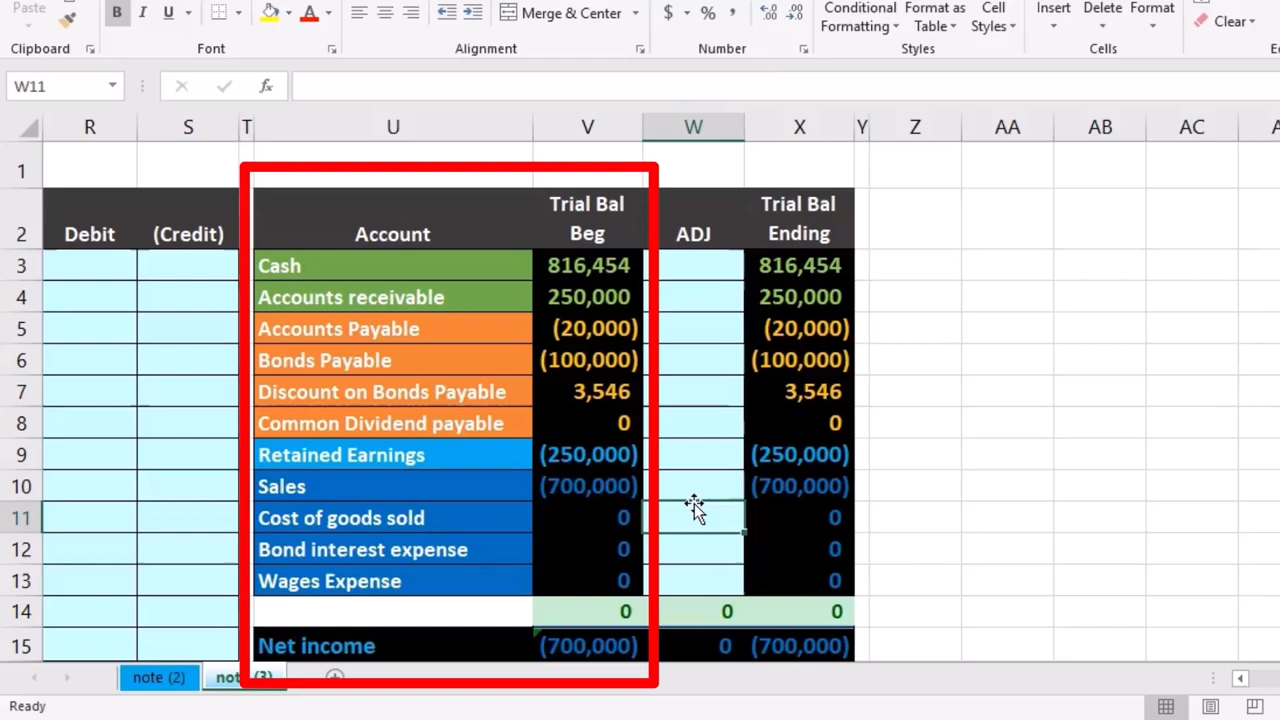 Paste
B I U A
Merge & Center
$ % ,
Conditional Formatting
Format as Table
Cell Styles
Insert Delete Format
Clear
Clipboard Font Alignment Number Styles Cells
W11 fx
R S T U V W X Y Z AA AB AC
1
2 Debit (Credit) Account Trial Bal Beg ADJ Trial Bal Ending
3 Cash 816,454 816,454
4 Accounts receivable 250,000 250,000
5 Accounts Payable (20,000) (20,000)
6 Bonds Payable (100,000) (100,000)
7 Discount on Bonds Payable 3,546 3,546
8 Common Dividend payable 0 0
9 Retained Earnings (250,000) (250,000)
10 Sales (700,000) (700,000)
11 Cost of goods sold 0 0
12 Bond interest expense 0 0
13 Wages Expense 0 0
14 0 0 0
15 Net income (700,000) 0 (700,000)
note (2) note (3)
Ready